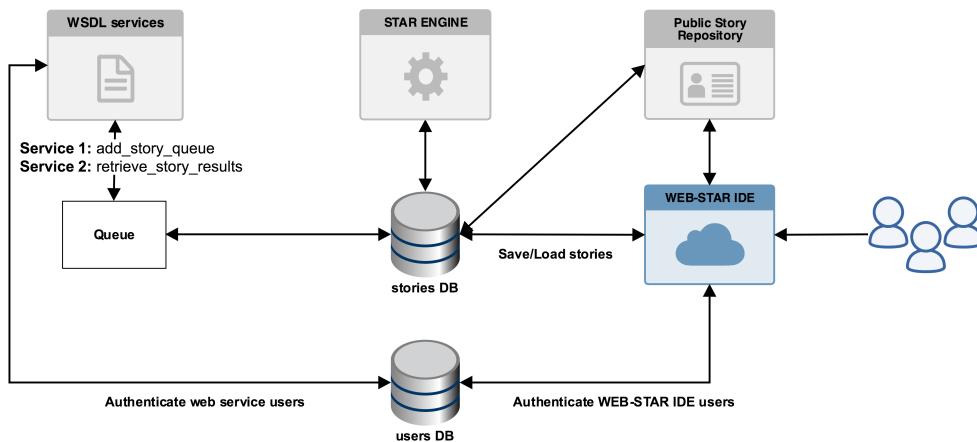 WSDL services
STAR ENGINE
Public Story
Repository
Service 1: add_story_queue
Service 2: retrieve_story_results
WEB-STAR IDE
Queue
Save/Load stories
stories DB
Authenticate web service users
Authenticate WEB-STAR IDE users
users DB